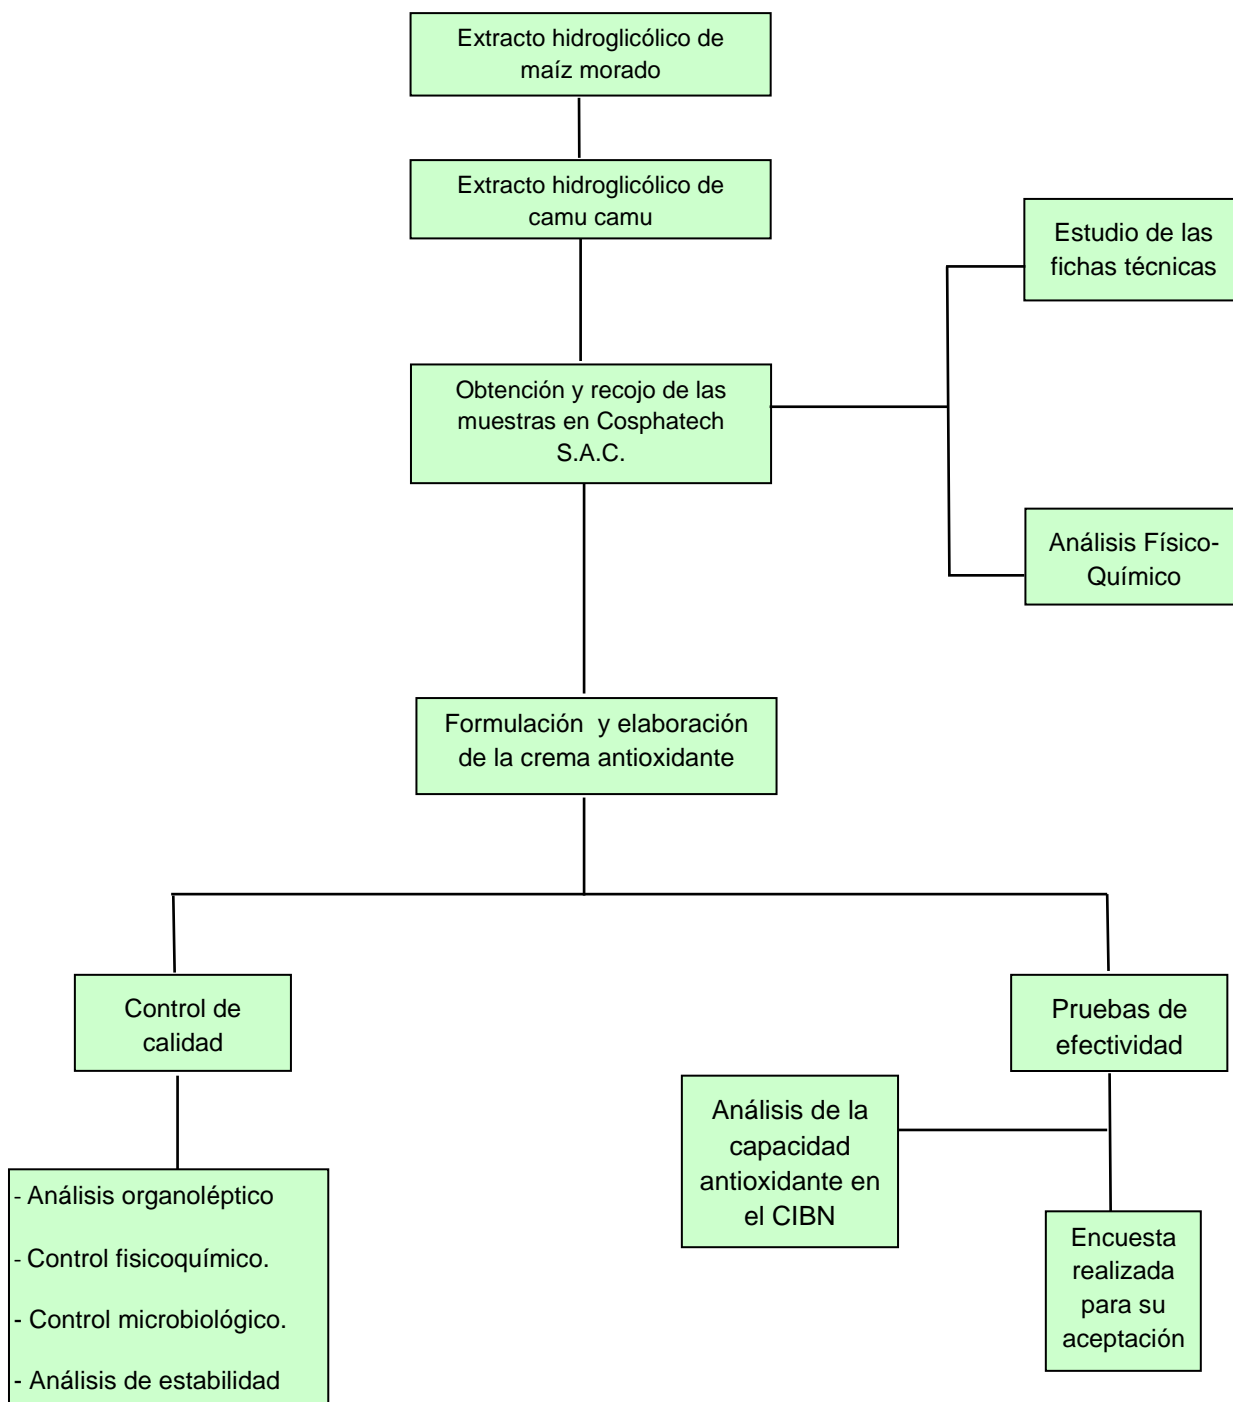 Extracto hidroglicólico de
maíz morado
Extracto hidroglicólico de
camu camu
Estudio de las
fichas técnicas
Obtención y recojo de las
muestras en Cosphatech
S.A.C.
Análisis Físico-
Químico
Formulación y elaboración
de la crema antioxidante
Control de
calidad
Pruebas de
efectividad
Análisis de la
capacidad
antioxidante en
el CIBN
- Análisis organoléptico
- Control fisicoquímico.
- Control microbiológico.
- Análisis de estabilidad
Encuesta
realizada
para su
aceptación